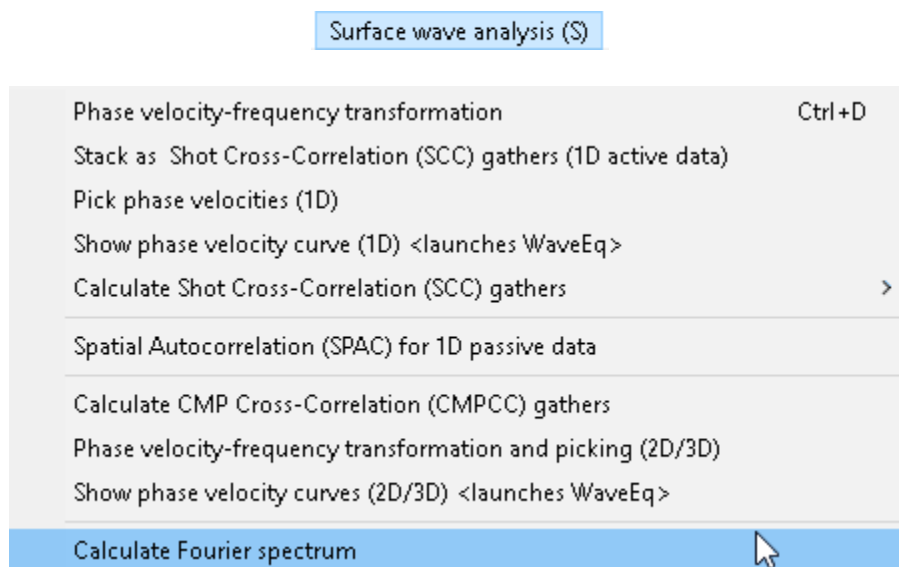 Surface wave analysis (S)
Phase velocity-frequency transformation Ctrl+D
Stack as  Shot Cross-Correlation (SCC) gathers (1D active data)
Pick phase velocities (1D)
Show phase velocity curve (1D) <launches WaveEq>
Calculate Shot Cross-Correlation (SCC) gathers >
Spatial Autocorrelation (SPAC) for 1D passive data
Calculate CMP Cross-Correlation (CMPCC) gathers
Phase velocity-frequency transformation and picking (2D/3D)
Show phase velocity curves (2D/3D) <launches WaveEq>
Calculate Fourier spectrum